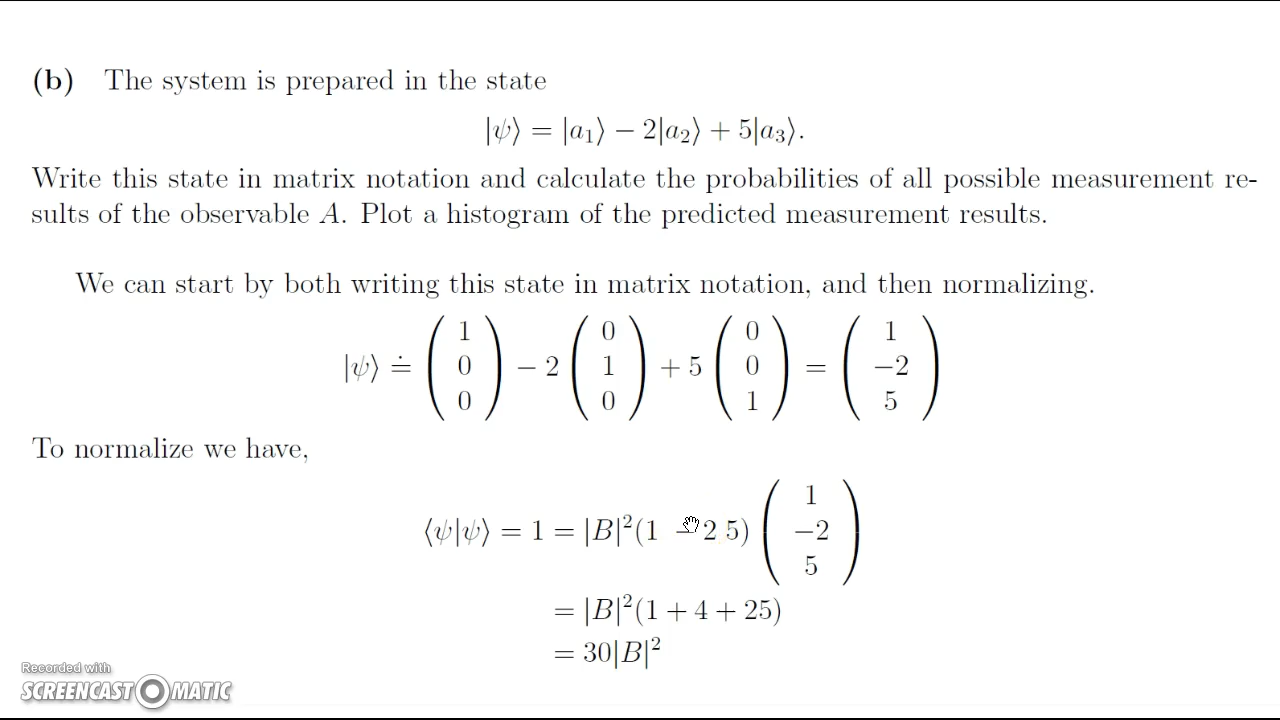 (b) The system is prepared in the state
|ψ⟩ = |a₁⟩ − 2|a₂⟩ + 5|a₃⟩.
Write this state in matrix notation and calculate the probabilities of all possible measurement re-
sults of the observable A. Plot a histogram of the predicted measurement results.
We can start by both writing this state in matrix notation, and then normalizing.
|ψ⟩ ≐ ( 1 0 0 ) − 2 ( 0 1 0 ) + 5 ( 0 0 1 ) = ( 1 −2 5 )
To normalize we have,
⟨ψ|ψ⟩ = 1 = |B|²(1 −2 5) ( 1 −2 5 )
= |B|²(1 + 4 + 25)
= 30|B|²
Recorded with
SCREENCAST O MATIC